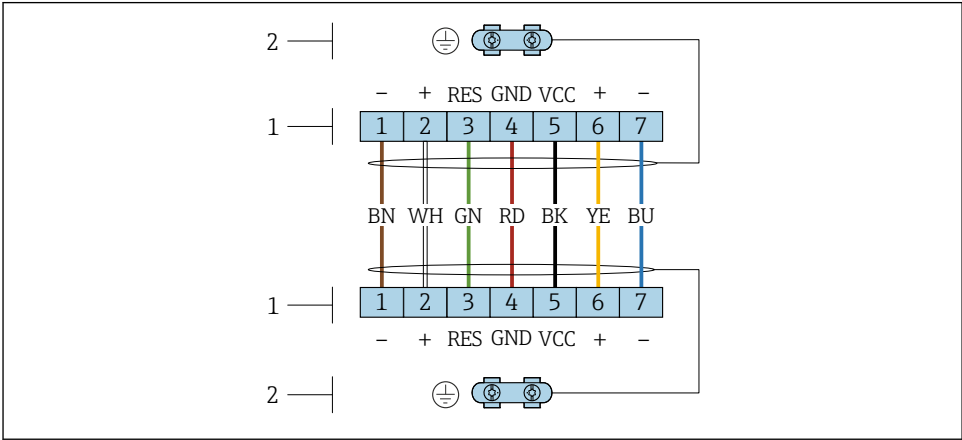 2
– + RES GND VCC + –
1 1 2 3 4 5 6 7
BN WH GN RD BK YE BU
1 1 2 3 4 5 6 7
– + RES GND VCC + –
2